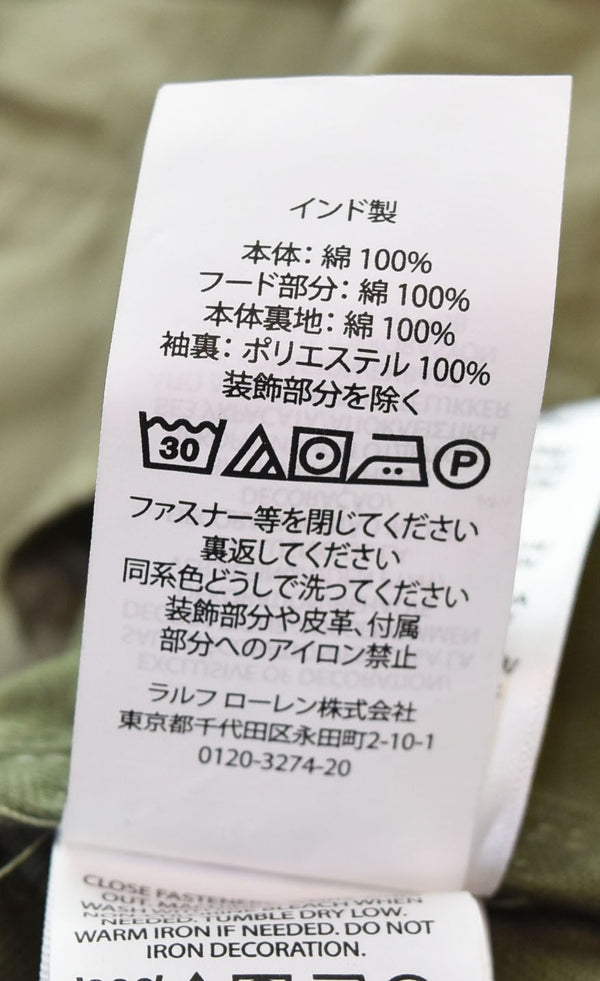 インド製
本体：綿 100%
フード部分：綿 100%
本体裏地：綿 100%
袖裏：ポリエステル 100%
装飾部分を除く
30
P
ファスナー等を閉じてください
裏返してください
同系色どうしで洗ってください
装飾部分や皮革、付属
部分へのアイロン禁止
ラルフ ローレン株式会社
東京都千代田区永田町2-10-1
0120-3274-20
CLOSE FASTENERS
OUT. BLEACH WHEN
NEEDED. TUMBLE DRY LOW.
WARM IRON IF NEEDED. DO NOT
IRON DECORATION.